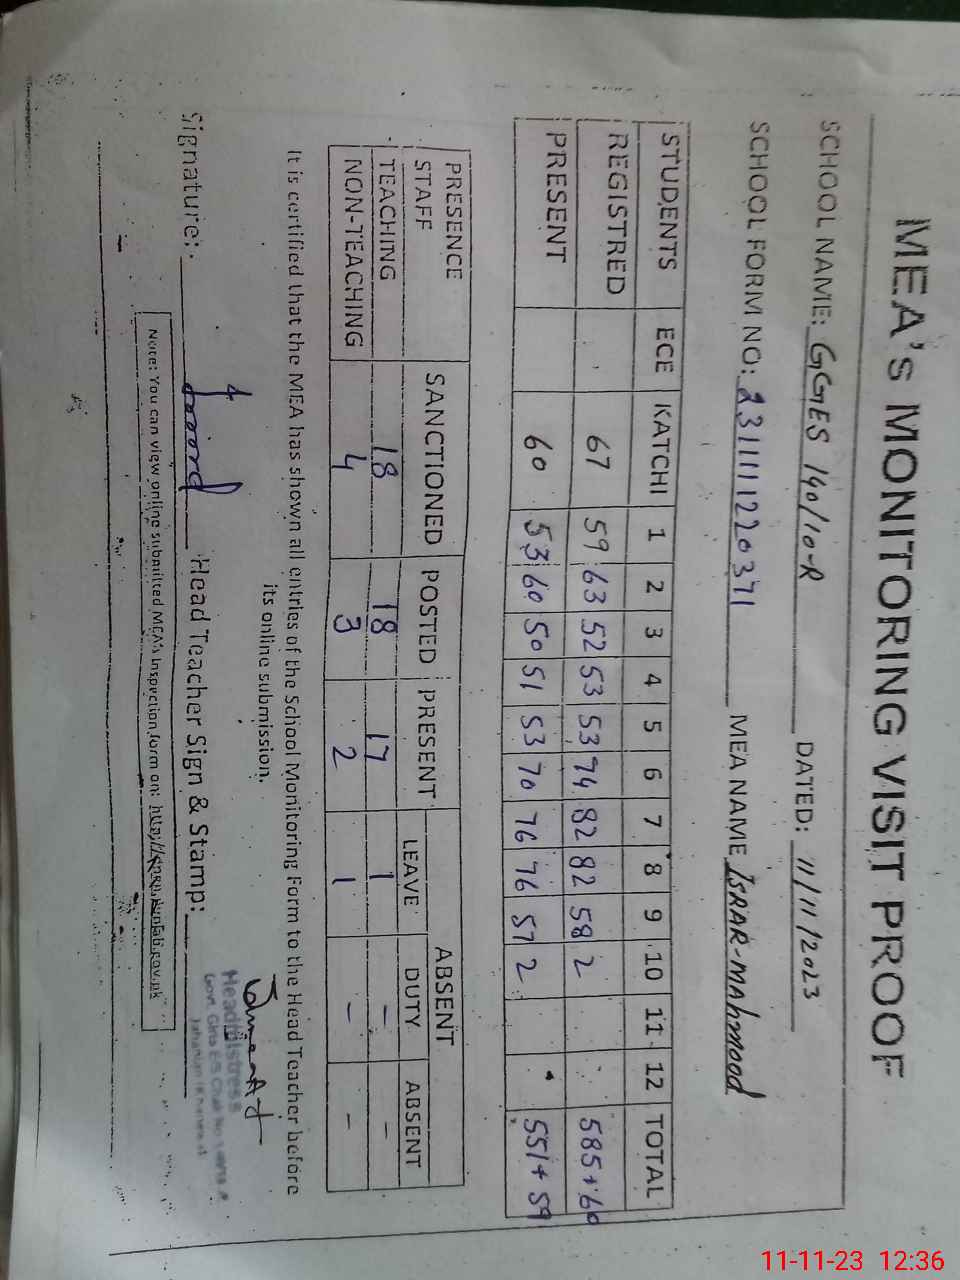 MEA's MONITORING VISIT PROOF
SCHOOL NAME: GGES 140/10-R DATED: 11/11/2023
SCHOOL FORM NO: 231111220371 MEA NAME ISRAR-MAHMOOD
STUDENTS ECE KATCHI 1 2 3 4 5 6 7 8 9 10 11 12 TOTAL
REGISTRED 67 59 63 52 53 53 74 82 82 58 2 585+60
PRESENT 60 53 60 50 51 53 70 76 76 57 2 551+59
PRESENCE STAFF SANCTIONED POSTED PRESENT ABSENT
LEAVE DUTY ABSENT
TEACHING 18 18 17 1 - -
NON-TEACHING 4 3 2 1 - -
It is certified that the MEA has shown all entries of the School Monitoring Form to the Head Teacher before
its online submission.
Signature: Head Teacher Sign & Stamp:
Headmistress
Govt. Girls E/S Chak No
Jahanian
Note: You can view online submitted MEA's Inspection form on:
11-11-23 12:36